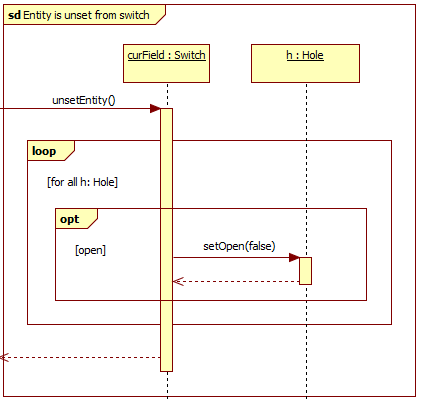 sd Entity is unset from switch
curField : Switch
h : Hole
unsetEntity()
loop
[for all h: Hole]
opt
[open]
setOpen(false)